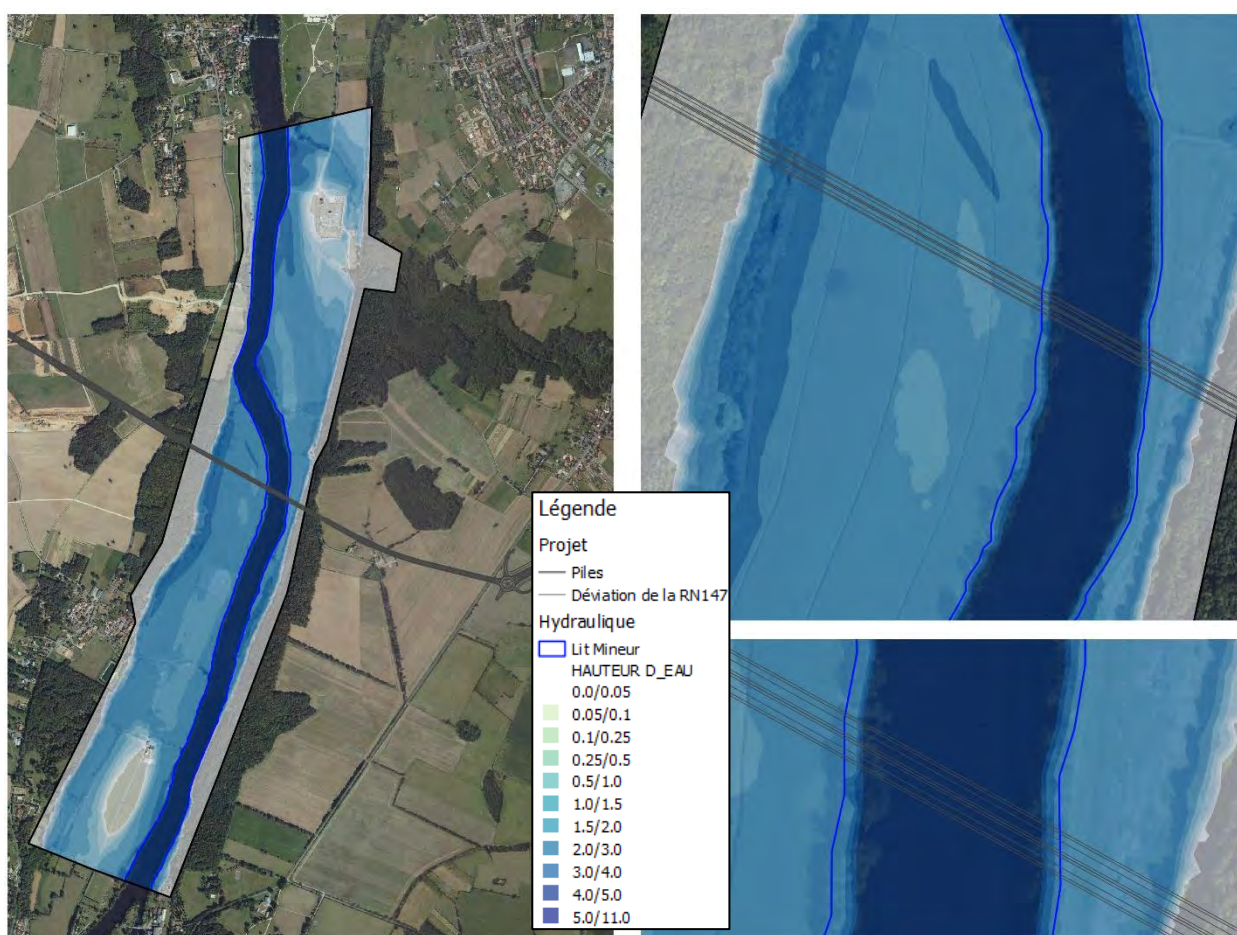 Légende
Projet
Piles
Déviation de la RN147
Hydraulique
Lit Mineur
HAUTEUR D_EAU
0.0/0.05
0.05/0.1
0.1/0.25
0.25/0.5
0.5/1.0
1.0/1.5
1.5/2.0
2.0/3.0
3.0/4.0
4.0/5.0
5.0/11.0